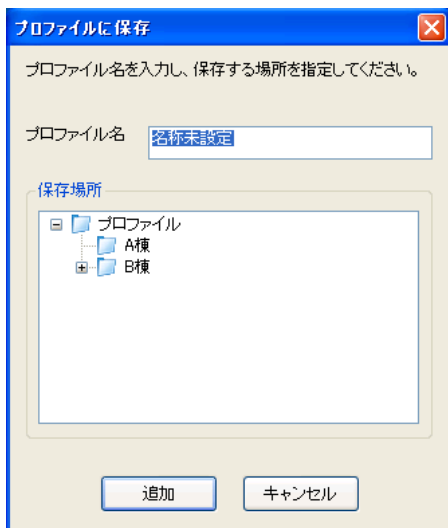 プロファイルに保存
プロファイル名を入力し、保存する場所を指定してください。
プロファイル名
名称未設定
保存場所
プロファイル
A棟
B棟
追加
キャンセル